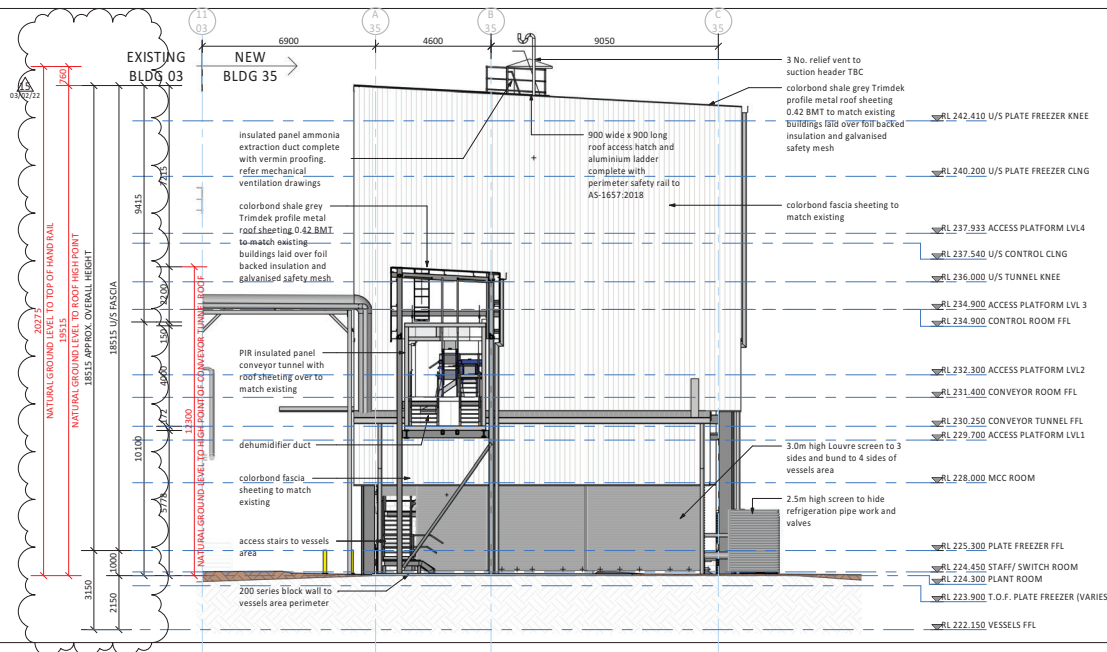 11
03
A
35
B
35
C
35
6900
4600
9050
EXISTING
BLDG 03
NEW
BLDG 35
03/02/22
3 No. relief vent to
suction header TBC
colorbond shale grey Trimdek
profile metal roof sheeting
0.42 BMT to match existing
buildings laid over foil backed
insulation and galvanised
safety mesh
insulated panel ammonia
extraction duct complete
with vermin proofing.
refer mechanical
ventilation drawings
900 wide x 900 long
roof access hatch and
aluminium ladder
complete with
perimeter safety rail to
AS-1657:2018
colorbond shale grey
Trimdek profile metal
roof sheeting 0.42 BMT
to match existing
buildings laid over foil
backed insulation and
galvanised safety mesh
colorbond fascia sheeting to
match existing
PIR insulated panel
conveyor tunnel with
roof sheeting over to
match existing
dehumidifier duct
colorbond fascia
sheeting to match
existing
access stairs to vessels
area
200 series block wall to
vessels area perimeter
3.0m high Louvre screen to 3
sides and bund to 4 sides of
vessels area
2.5m high screen to hide
refrigeration pipe work and
valves
RL 242.410 U/S PLATE FREEZER KNEE
RL 240.200 U/S PLATE FREEZER CLNG
RL 237.933 ACCESS PLATFORM LVL4
RL 237.540 U/S CONTROL CLNG
RL 236.000 U/S TUNNEL KNEE
RL 234.900 ACCESS PLATFORM LVL 3
RL 234.900 CONTROL ROOM FFL
RL 232.300 ACCESS PLATFORM LVL2
RL 231.400 CONVEYOR ROOM FFL
RL 230.250 CONVEYOR TUNNEL FFL
RL 229.700 ACCESS PLATFORM LVL1
RL 228.000 MCC ROOM
RL 225.300 PLATE FREEZER FFL
RL 224.450 STAFF/ SWITCH ROOM
RL 224.300 PLANT ROOM
RL 223.900 T.O.F. PLATE FREEZER (VARIES
RL 222.150 VESSELS FFL
20275
NATURAL GROUND LEVEL TO TOP OF HAND RAIL
760
19515
NATURAL GROUND LEVEL TO ROOF HIGH POINT
18515 APPROX. OVERALL HEIGHT
18515 U/S FASCIA
9415
10100
7215
2200
150
4000
172
5778
1000
3150
2150
12300
NATURAL GROUND LEVEL TO HIGH POINT OF CONVEYOR TUNNEL ROOF